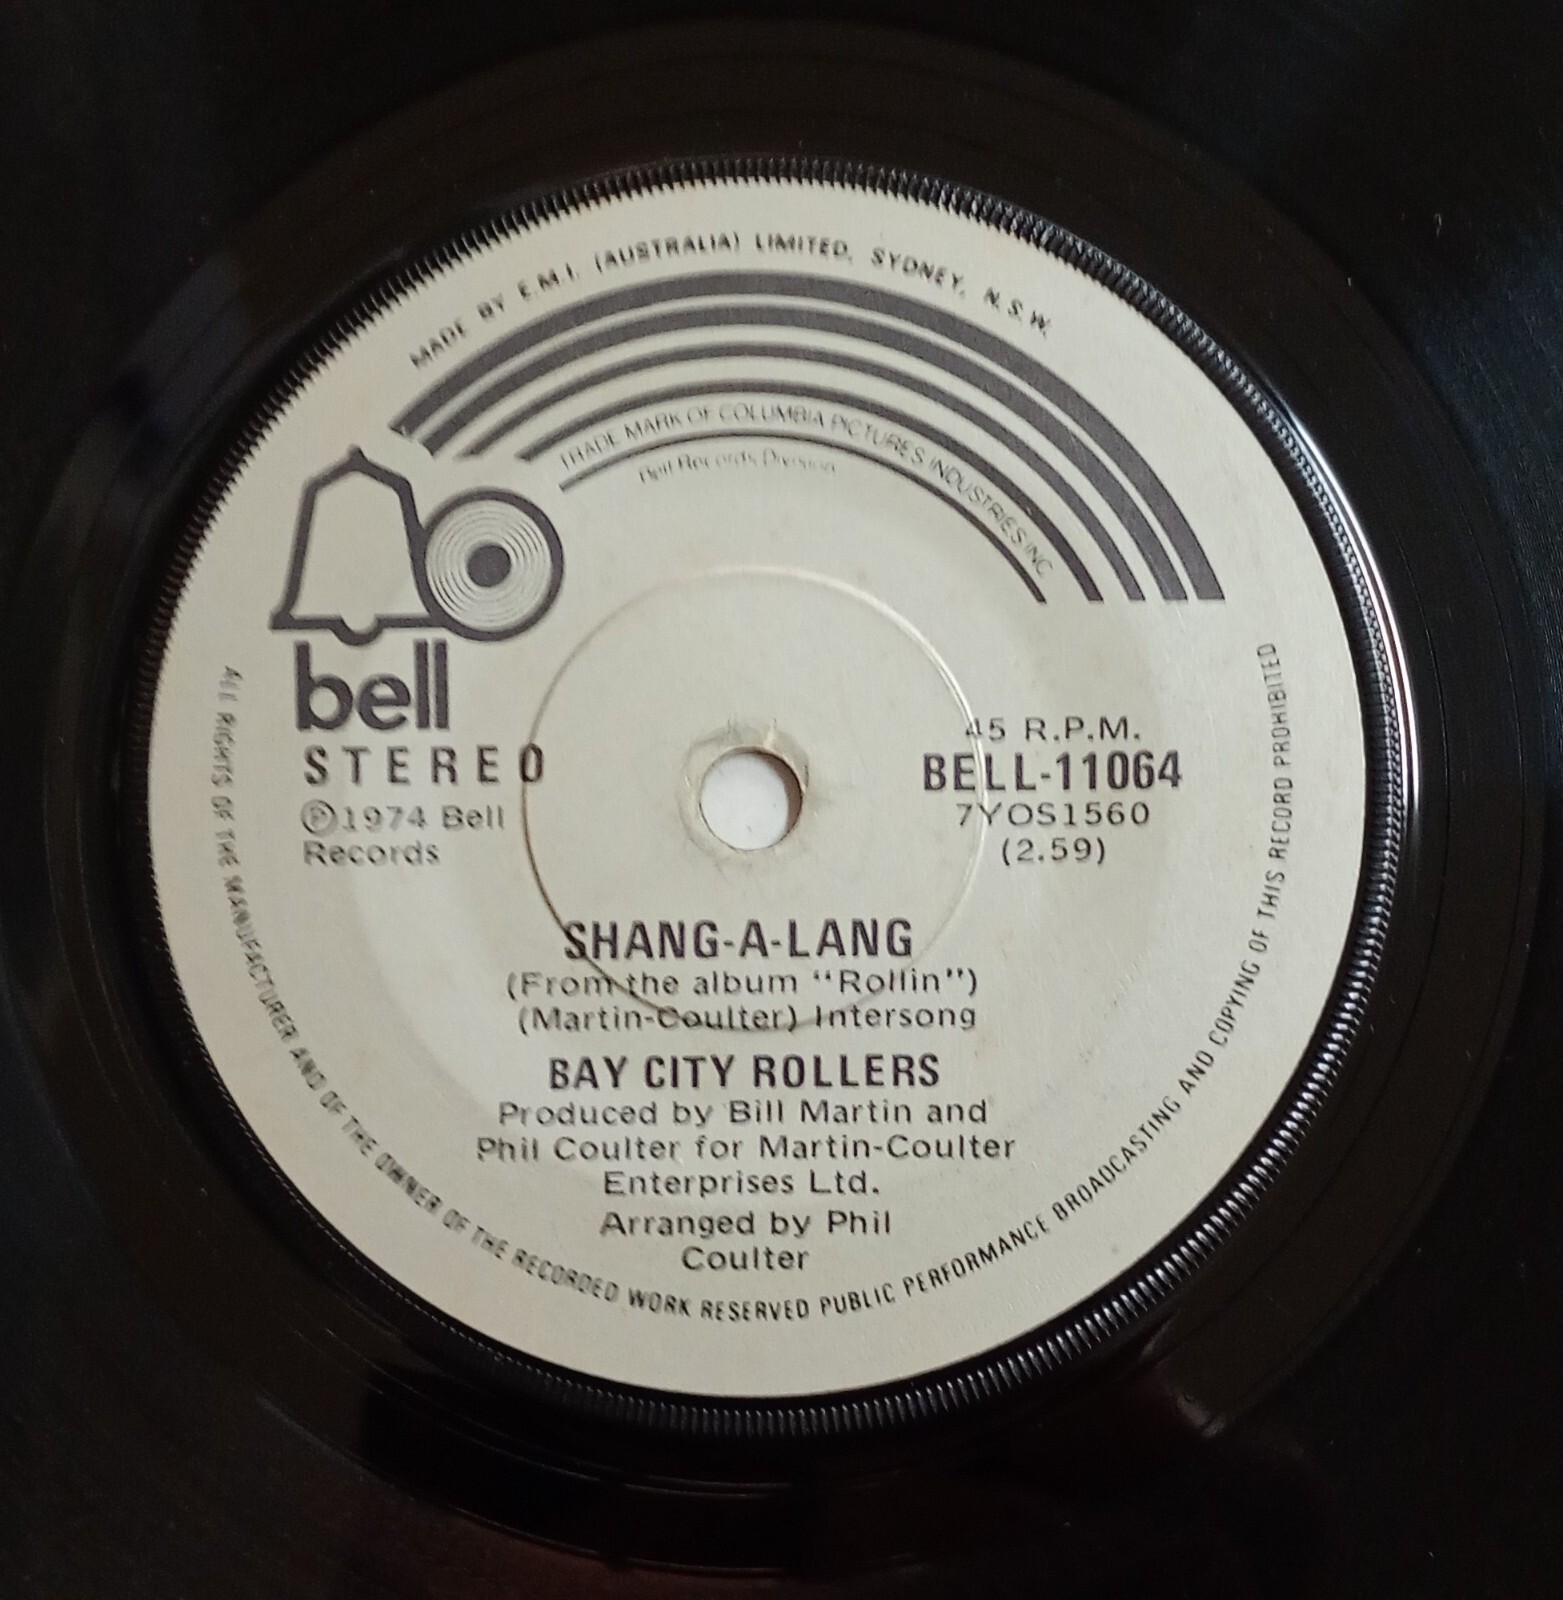 MADE BY E.M.I. (AUSTRALIA) LIMITED, SYDNEY, N.S.W.
TRADE MARK OF COLUMBIA PICTURES INDUSTRIES INC.
Bell Records Division
bell
STEREO
Ⓟ1974 Bell
Records
45 R.P.M.
BELL-11064
7YOS1560
(2.59)
SHANG-A-LANG
(From the album "Rollin")
(Martin-Coulter) Intersong
BAY CITY ROLLERS
Produced by Bill Martin and
Phil Coulter for Martin-Coulter
Enterprises Ltd.
Arranged by Phil
Coulter
ALL RIGHTS OF THE MANUFACTURER AND OF THE OWNER OF THE RECORDED WORK RESERVED PUBLIC PERFORMANCE BROADCASTING AND COPYING OF THIS RECORD PROHIBITED